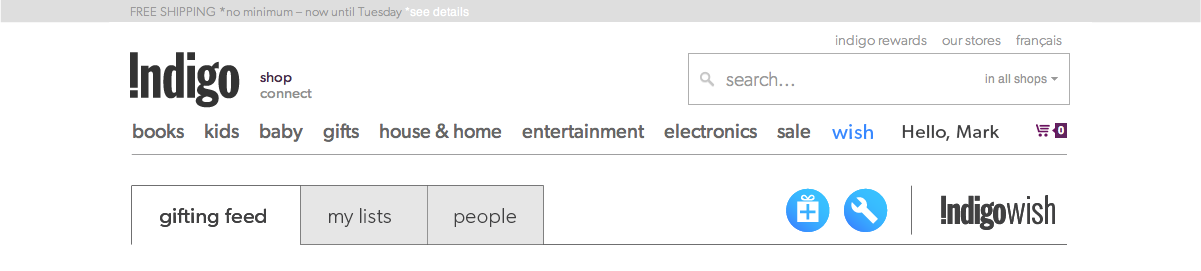 FREE SHIPPING *no minimum – now until Tuesday *see details
indigo rewards our stores français
!ndigo
shop
connect
search...
in all shops
books kids baby gifts house & home entertainment electronics sale wish Hello, Mark 0
gifting feed my lists people
!ndigowish